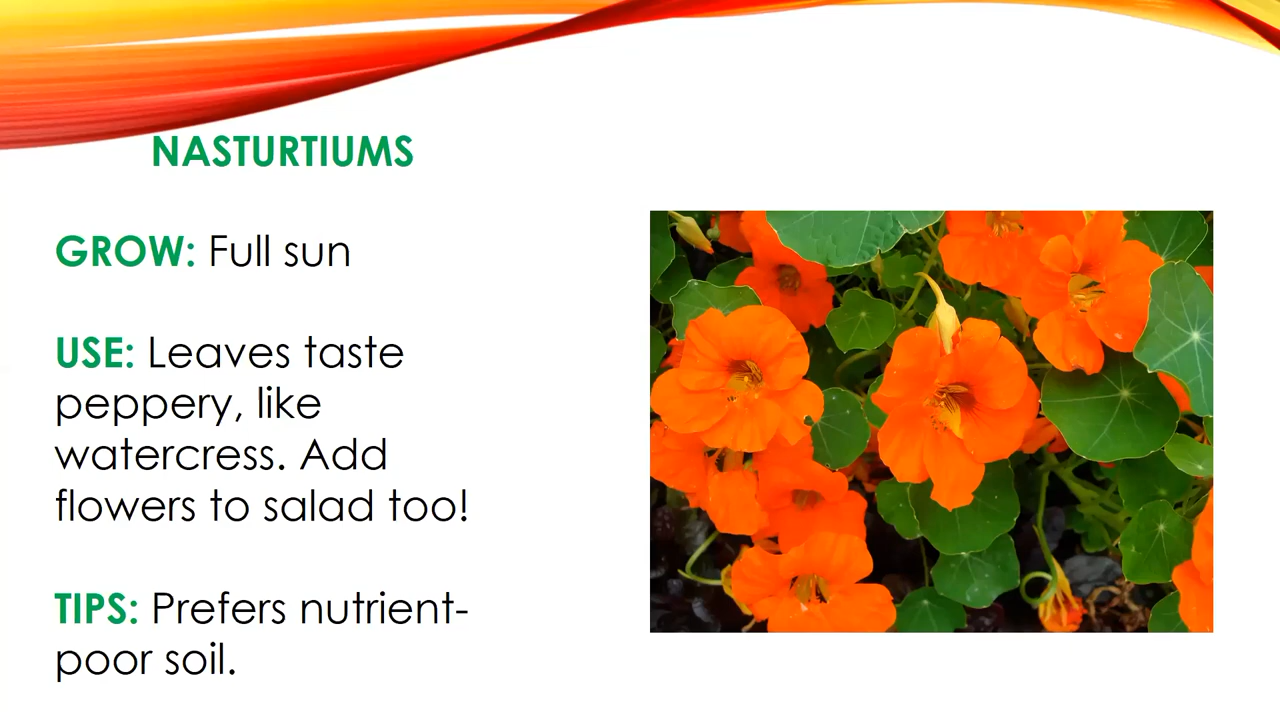 NASTURTIUMS
GROW: Full sun
USE: Leaves taste
peppery, like
watercress. Add
flowers to salad too!
TIPS: Prefers nutrient-
poor soil.